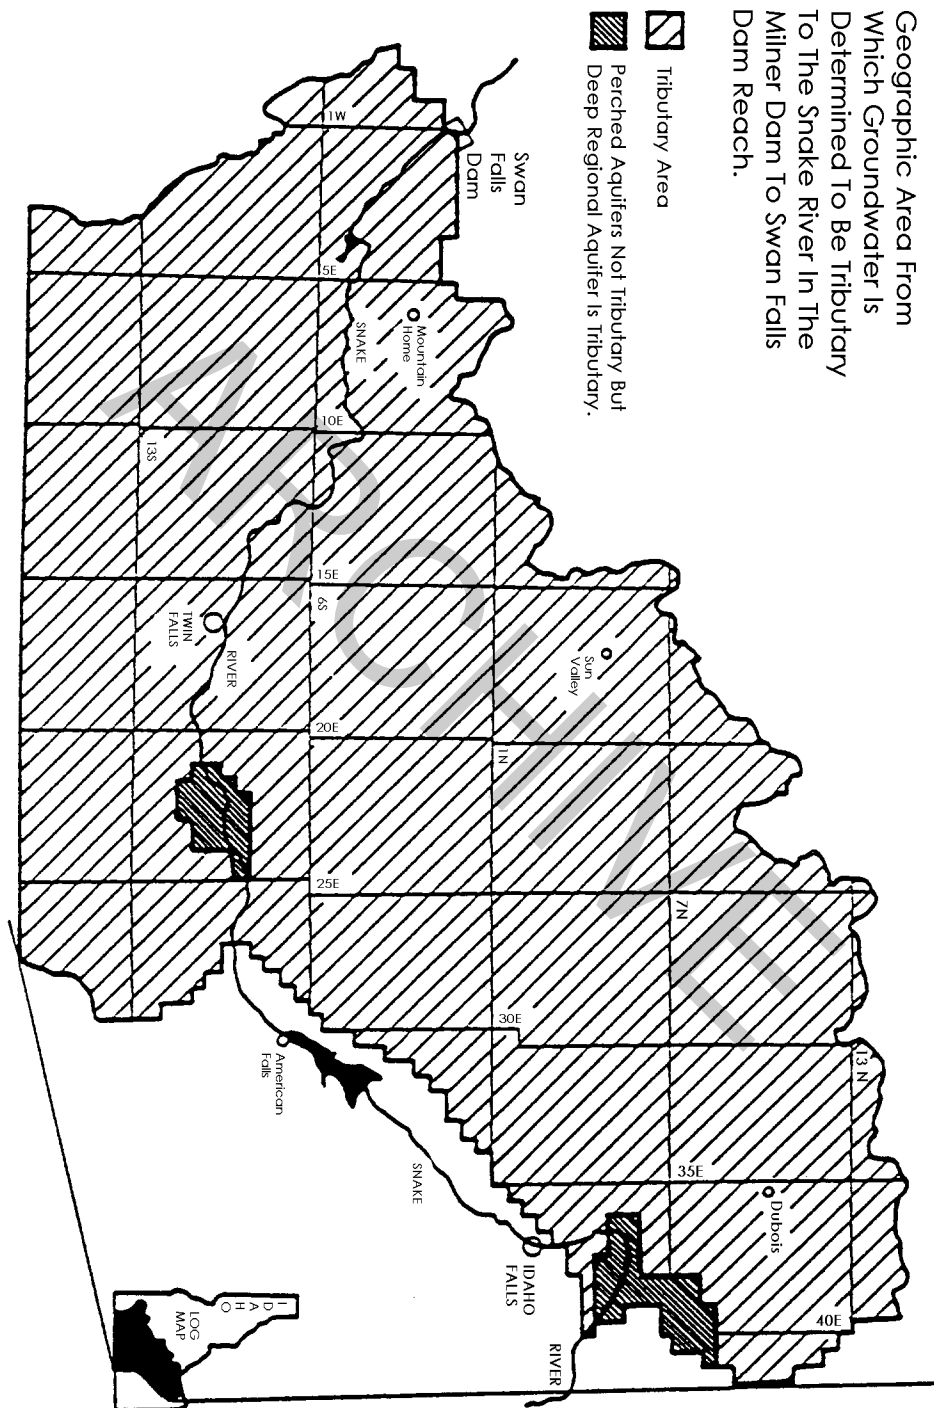 Geographic Area From
Which Groundwater Is
Determined To Be Tributary
To The Snake River In The
Milner Dam To Swan Falls
Dam Reach.
Tributary Area
Perched Aquifers Not Tributary But
Deep Regional Aquifer Is Tributary.
Swan
Falls
Dam
1W
5E
10E
15E
20E
25E
30E
35E
40E
13 N
7N
1N
6S
13S
Mountain
Home
SNAKE
Sun
Valley
TWIN
FALLS
RIVER
Dubois
American
Falls
SNAKE
IDAHO
FALLS
RIVER
IDAHO
LOG
MAP
ARCHIVE